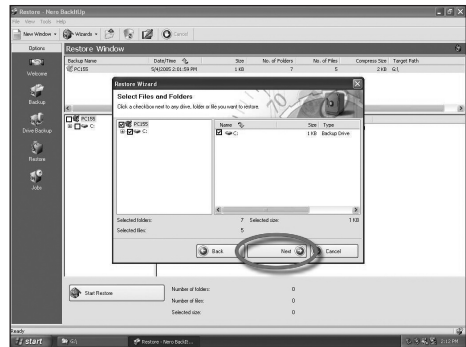 Restore - Nero BackItUp
File View Tools Help
New Window Wizards Cancel
Options Restore Window
Backup Name Date/Time Size No. of Folders No. of Files Compress Size Target Path
PC155 5/4/2005 2:01:59 PM 1 KB 7 5 2 KB G:\
Welcome
Backup
Drive Backup
Restore
Jobs
PC155
C:
Restore Wizard
Select Files and Folders
Click a checkbox next to any drive, folder or file you want to restore.
PC155
C:
Name Size Type
C: 1 KB Backup Drive
Selected folders: 7 Selected size: 1 KB
Selected files: 5
Back Next Cancel
Start Restore
Number of folders: 0
Number of files: 0
Selected size: 0
Ready
start G:\ Restore - Nero BackIt... 2:12 PM